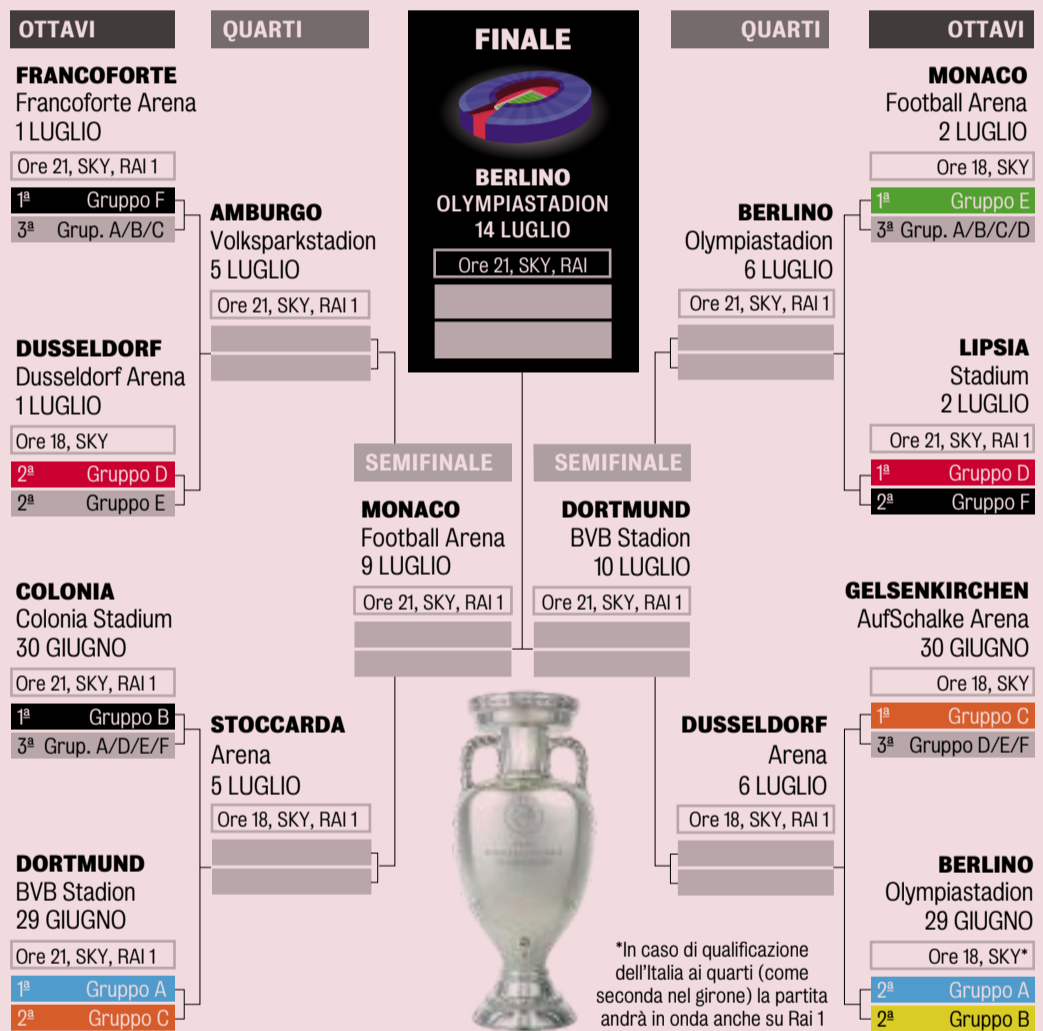 OTTAVI
FRANCOFORTE
Francoforte Arena
1 LUGLIO
Ore 21, SKY, RAI 1
1ª Gruppo F
3ª Grup. A/B/C
DUSSELDORF
Dusseldorf Arena
1 LUGLIO
Ore 18, SKY
2ª Gruppo D
2ª Gruppo E
COLONIA
Colonia Stadium
30 GIUGNO
Ore 21, SKY, RAI 1
1ª Gruppo B
3ª Grup. A/D/E/F
DORTMUND
BVB Stadion
29 GIUGNO
Ore 21, SKY, RAI 1
1ª Gruppo A
2ª Gruppo C
QUARTI
AMBURGO
Volksparkstadion
5 LUGLIO
Ore 21, SKY, RAI 1
STOCCARDA
Arena
5 LUGLIO
Ore 18, SKY, RAI 1
SEMIFINALE
MONACO
Football Arena
9 LUGLIO
Ore 21, SKY, RAI 1
FINALE
BERLINO
OLYMPIASTADION
14 LUGLIO
Ore 21, SKY, RAI
SEMIFINALE
DORTMUND
BVB Stadion
10 LUGLIO
Ore 21, SKY, RAI 1
QUARTI
BERLINO
Olympiastadion
6 LUGLIO
Ore 21, SKY, RAI 1
DUSSELDORF
Arena
6 LUGLIO
Ore 18, SKY, RAI 1
OTTAVI
MONACO
Football Arena
2 LUGLIO
Ore 18, SKY
1ª Gruppo E
3ª Grup. A/B/C/D
LIPSIA
Stadium
2 LUGLIO
Ore 21, SKY, RAI 1
1ª Gruppo D
2ª Gruppo F
GELSENKIRCHEN
AufSchalke Arena
30 GIUGNO
Ore 18, SKY
1ª Gruppo C
3ª Gruppo D/E/F
BERLINO
Olympiastadion
29 GIUGNO
Ore 18, SKY*
2ª Gruppo A
2ª Gruppo B
*In caso di qualificazione
dell'Italia ai quarti (come
seconda nel girone) la partita
andrà in onda anche su Rai 1